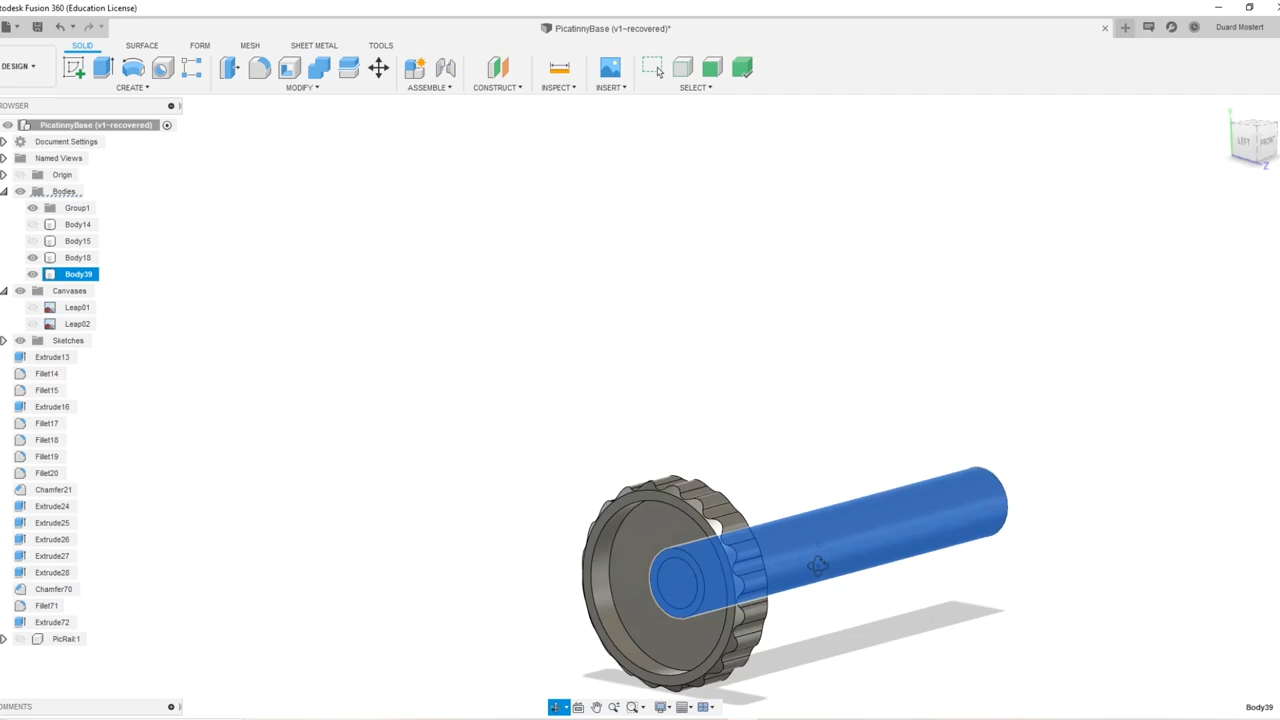 utodesk Fusion 360 (Education License)
PicatinnyBase (v1~recovered)*
Duard Mostert
SOLID SURFACE FORM MESH SHEET METAL TOOLS
DESIGN
CREATE MODIFY ASSEMBLE CONSTRUCT INSPECT INSERT SELECT
ROWSER
PicatinnyBase (v1~recovered)
Document Settings
Named Views
Origin
Bodies
Group1
Body14
Body15
Body18
Body39
Canvases
Leap01
Leap02
Sketches
Extrude13
Fillet14
Fillet15
Extrude16
Fillet17
Fillet18
Fillet19
Fillet20
Chamfer21
Extrude24
Extrude25
Extrude26
Extrude27
Extrude28
Chamfer70
Fillet71
Extrude72
PicRail:1
OMMENTS
Y
LEFT FRONT
Z
Body39